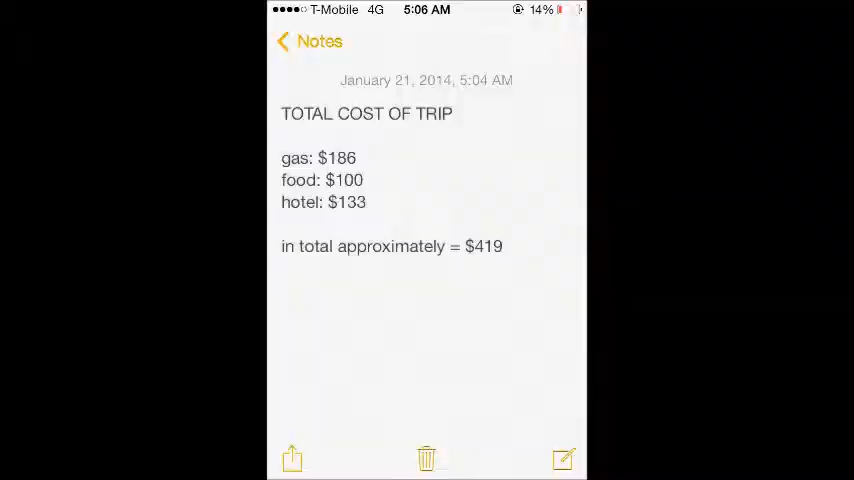 T-Mobile 4G 5:06 AM 14%
Notes
January 21, 2014, 5:04 AM
TOTAL COST OF TRIP
gas: $186
food: $100
hotel: $133
in total approximately = $419